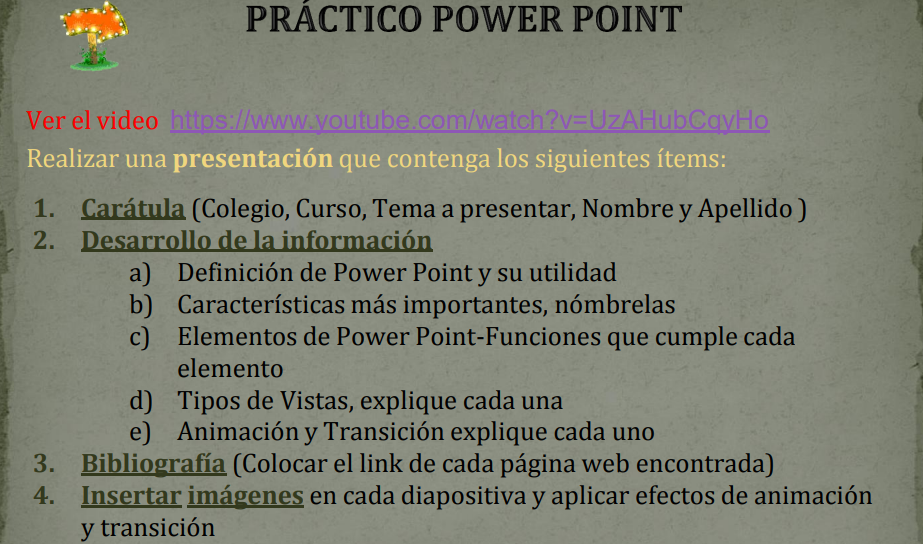 PRÁCTICO POWER POINT
Ver el video https://www.youtube.com/watch?v=UzAHubCqyHo
Realizar una presentación que contenga los siguientes ítems:
1. Carátula (Colegio, Curso, Tema a presentar, Nombre y Apellido )
2. Desarrollo de la información
a) Definición de Power Point y su utilidad
b) Características más importantes, nómbrelas
c) Elementos de Power Point-Funciones que cumple cada
elemento
d) Tipos de Vistas, explique cada una
e) Animación y Transición explique cada uno
3. Bibliografía (Colocar el link de cada página web encontrada)
4. Insertar imágenes en cada diapositiva y aplicar efectos de animación
y transición